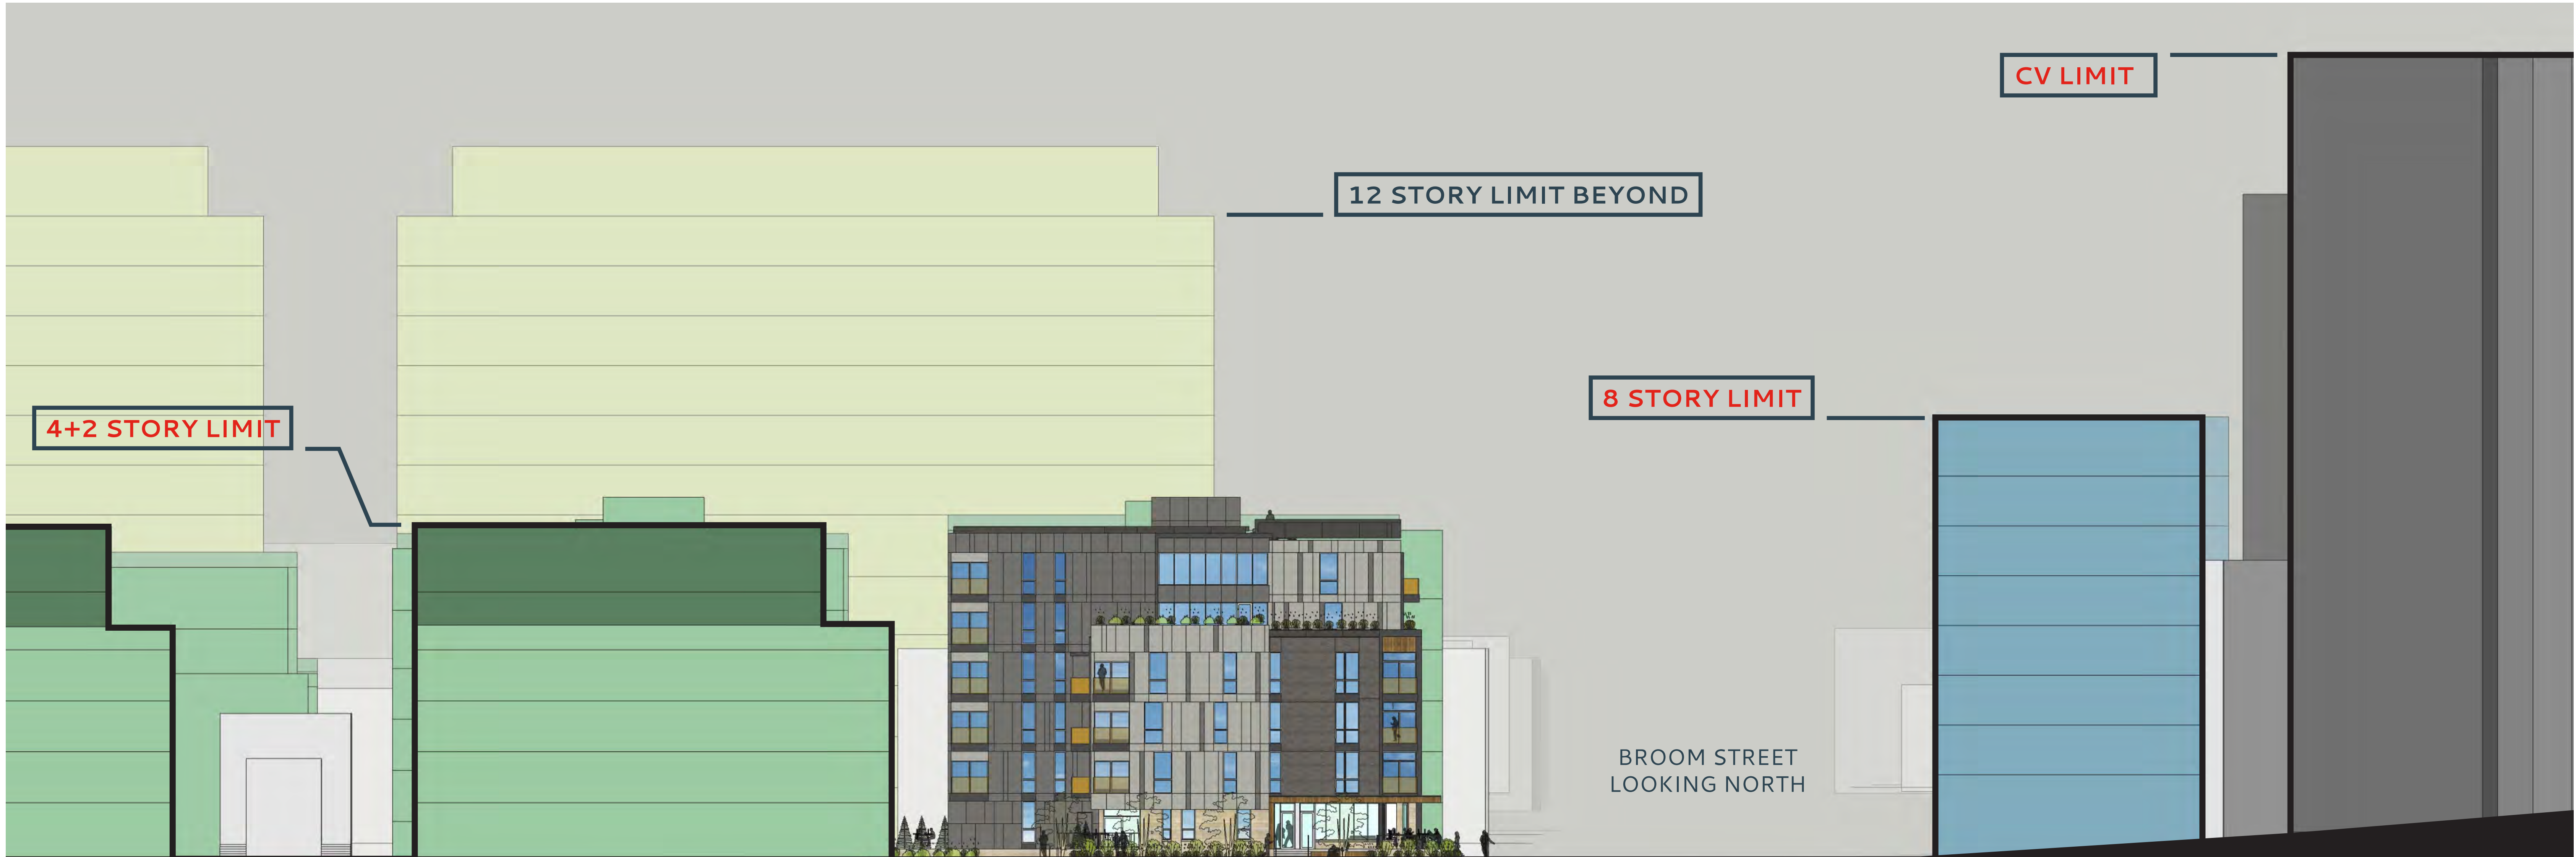 CV LIMIT
12 STORY LIMIT BEYOND
8 STORY LIMIT
4+2 STORY LIMIT
BROOM STREET
LOOKING NORTH